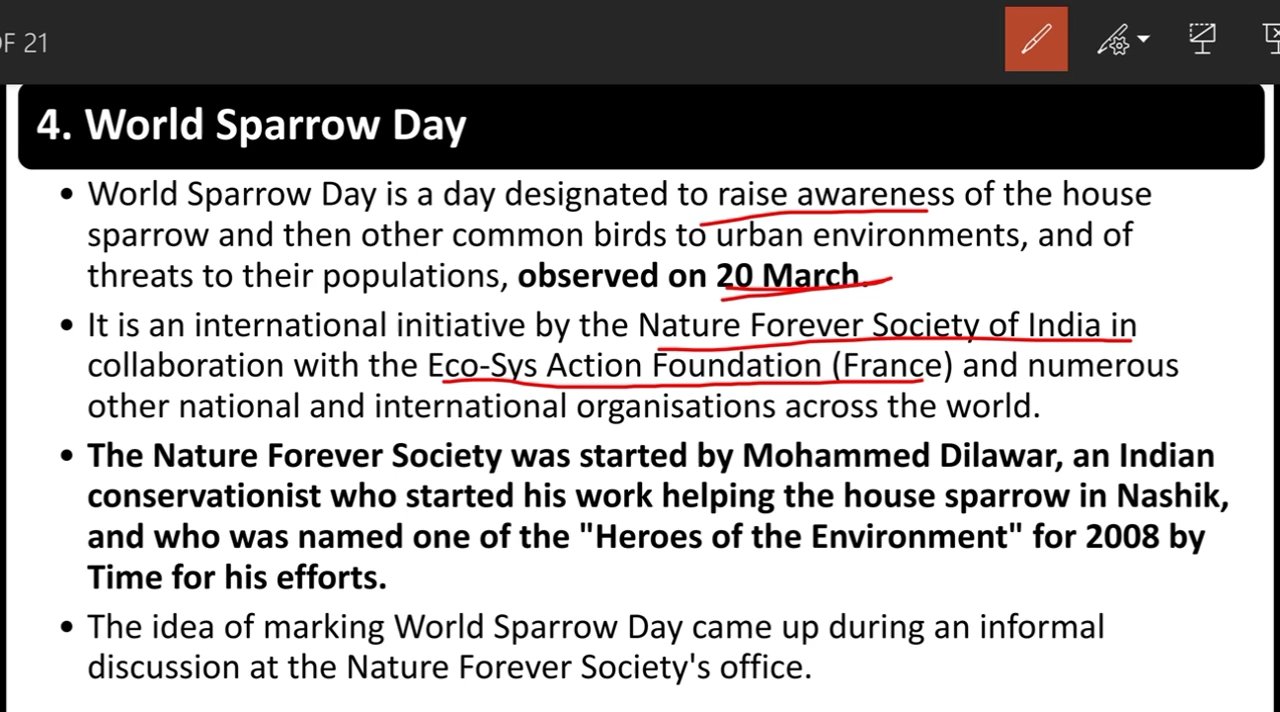 OF 21
4. World Sparrow Day
• World Sparrow Day is a day designated to raise awareness of the house
sparrow and then other common birds to urban environments, and of
threats to their populations, observed on 20 March.
• It is an international initiative by the Nature Forever Society of India in
collaboration with the Eco-Sys Action Foundation (France) and numerous
other national and international organisations across the world.
• The Nature Forever Society was started by Mohammed Dilawar, an Indian
conservationist who started his work helping the house sparrow in Nashik,
and who was named one of the "Heroes of the Environment" for 2008 by
Time for his efforts.
• The idea of marking World Sparrow Day came up during an informal
discussion at the Nature Forever Society's office.